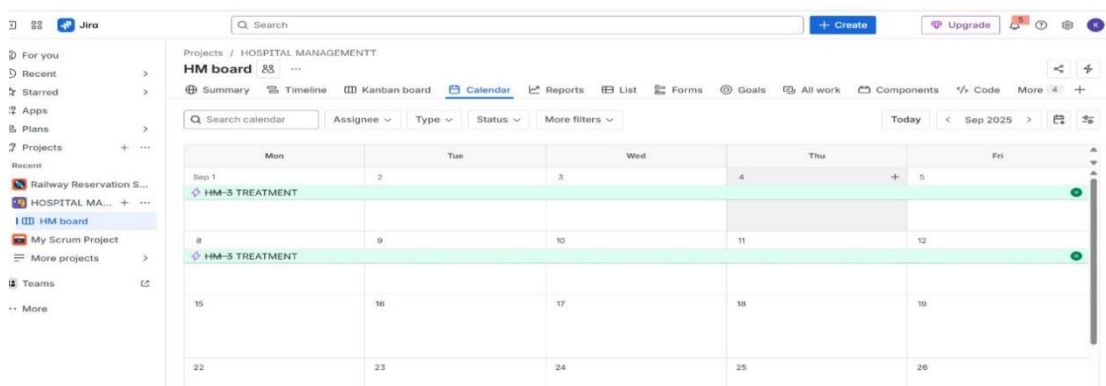 Jira
Search
+ Create
Upgrade
5
K
For you
Recent
Starred
Apps
Plans
Projects
Recent
Railway Reservation S...
HOSPITAL MA...
HM board
My Scrum Project
More projects
Teams
More
Projects / HOSPITAL MANAGEMENTT
HM board
Summary Timeline Kanban board Calendar Reports List Forms Goals All work Components Code More 4 +
Search calendar Assignee Type Status More filters Today < Sep 2025 >
Mon Tue Wed Thu Fri
Sep 1 2 3 4 + 5
HM-3 TREATMENT
8 9 10 11 12
HM-3 TREATMENT
15 16 17 18 19
22 23 24 25 26